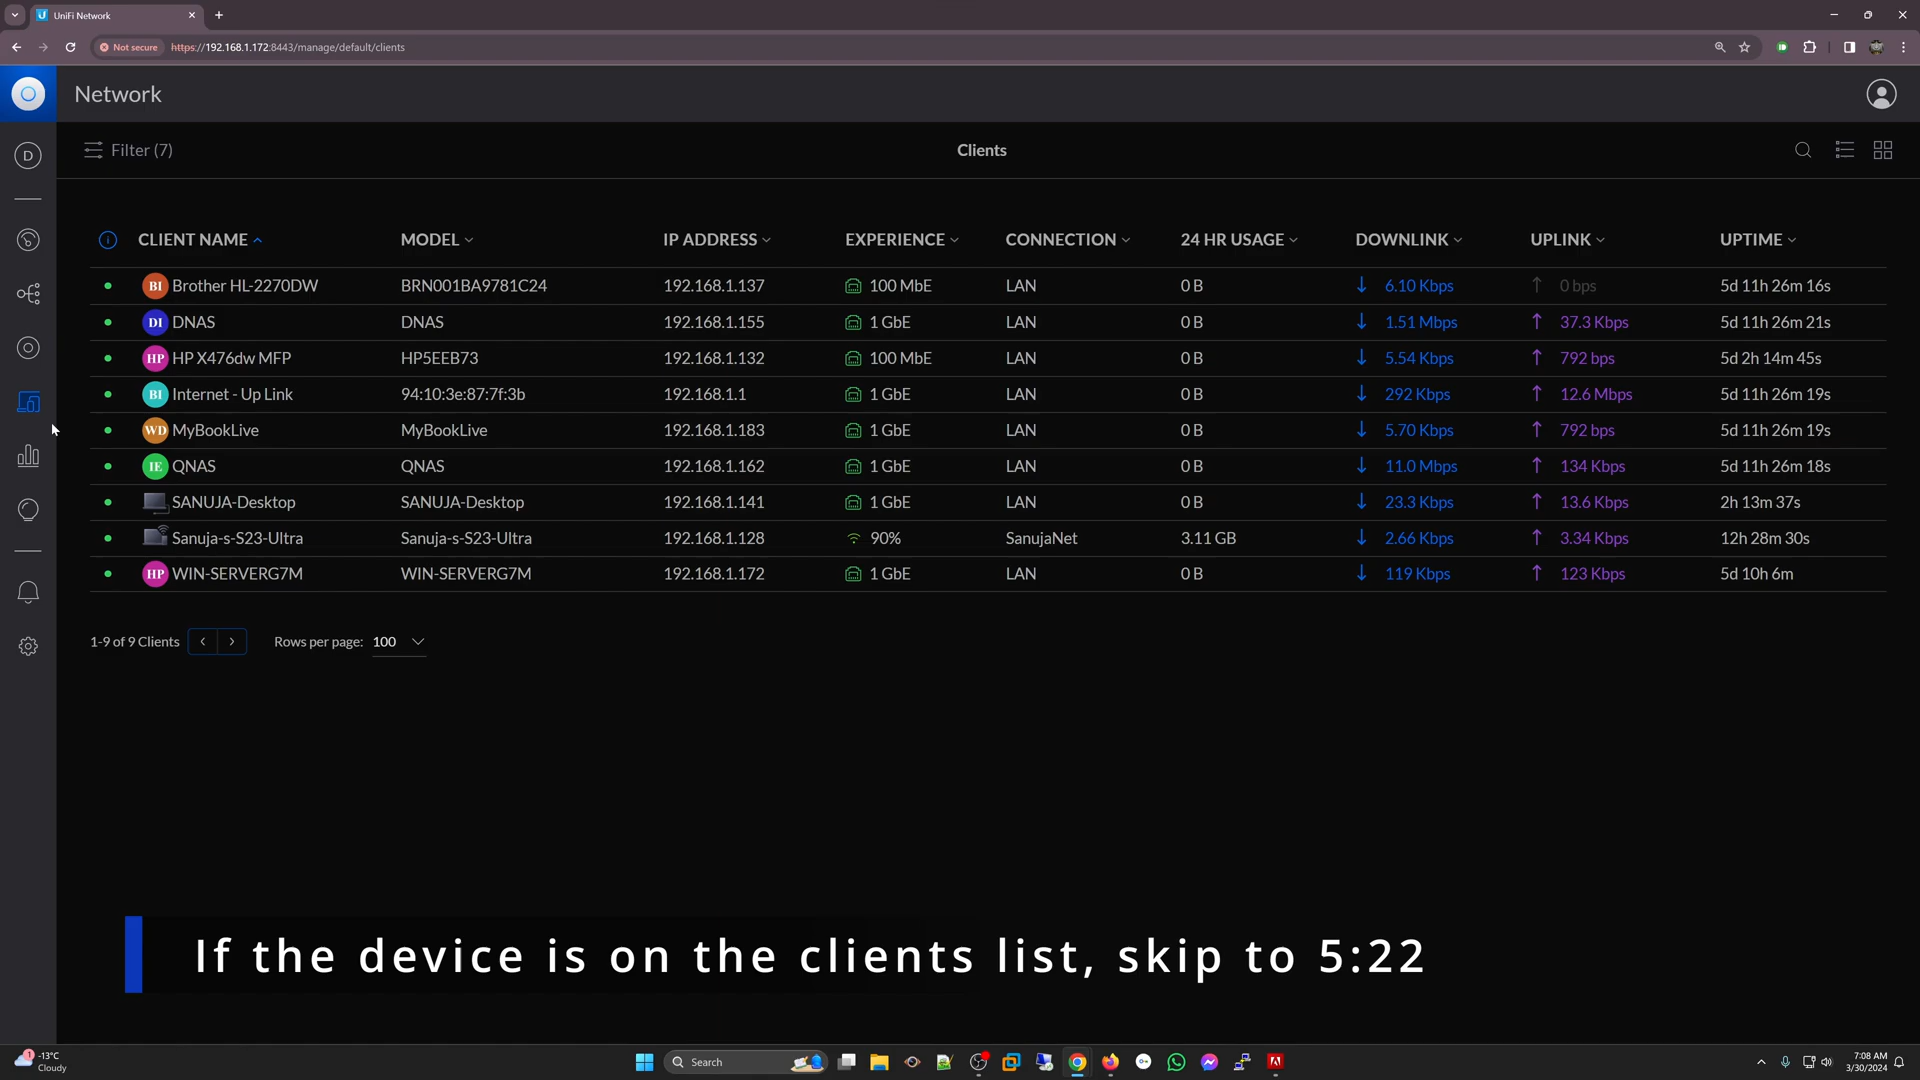 UniFi Network
Not secure
https://192.168.1.172:8443/manage/default/clients
Network
D
Filter (7)
Clients
CLIENT NAME MODEL IP ADDRESS EXPERIENCE CONNECTION 24 HR USAGE DOWNLINK UPLINK UPTIME
BI Brother HL-2270DW BRN001BA9781C24 192.168.1.137 100 MbE LAN 0 B 6.10 Kbps 0 bps 5d 11h 26m 16s
DI DNAS DNAS 192.168.1.155 1 GbE LAN 0 B 1.51 Mbps 37.3 Kbps 5d 11h 26m 21s
HP HP X476dw MFP HP5EEB73 192.168.1.132 100 MbE LAN 0 B 5.54 Kbps 792 bps 5d 2h 14m 45s
BI Internet - Up Link 94:10:3e:87:7f:3b 192.168.1.1 1 GbE LAN 0 B 292 Kbps 12.6 Mbps 5d 11h 26m 19s
WD MyBookLive MyBookLive 192.168.1.183 1 GbE LAN 0 B 5.70 Kbps 792 bps 5d 11h 26m 19s
IE QNAS QNAS 192.168.1.162 1 GbE LAN 0 B 11.0 Mbps 134 Kbps 5d 11h 26m 18s
SANUJA-Desktop SANUJA-Desktop 192.168.1.141 1 GbE LAN 0 B 23.3 Kbps 13.6 Kbps 2h 13m 37s
Sanuja-s-S23-Ultra Sanuja-s-S23-Ultra 192.168.1.128 90% SanujaNet 3.11 GB 2.66 Kbps 3.34 Kbps 12h 28m 30s
HP WIN-SERVERG7M WIN-SERVERG7M 192.168.1.172 1 GbE LAN 0 B 119 Kbps 123 Kbps 5d 10h 6m
1-9 of 9 Clients Rows per page: 100
If the device is on the clients list, skip to 5:22
1
-13°C
Cloudy
Search
7:08 AM
3/30/2024